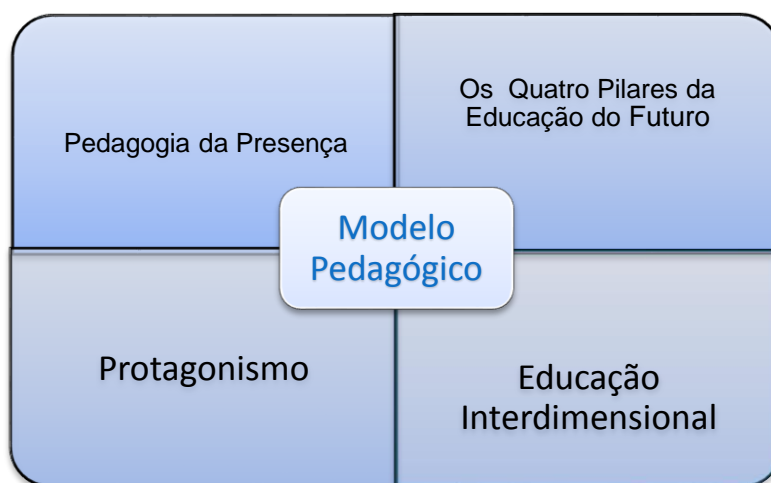 Pedagogia da Presença
Os Quatro Pilares da
Educação do Futuro
Modelo
Pedagógico
Protagonismo
Educação
Interdimensional